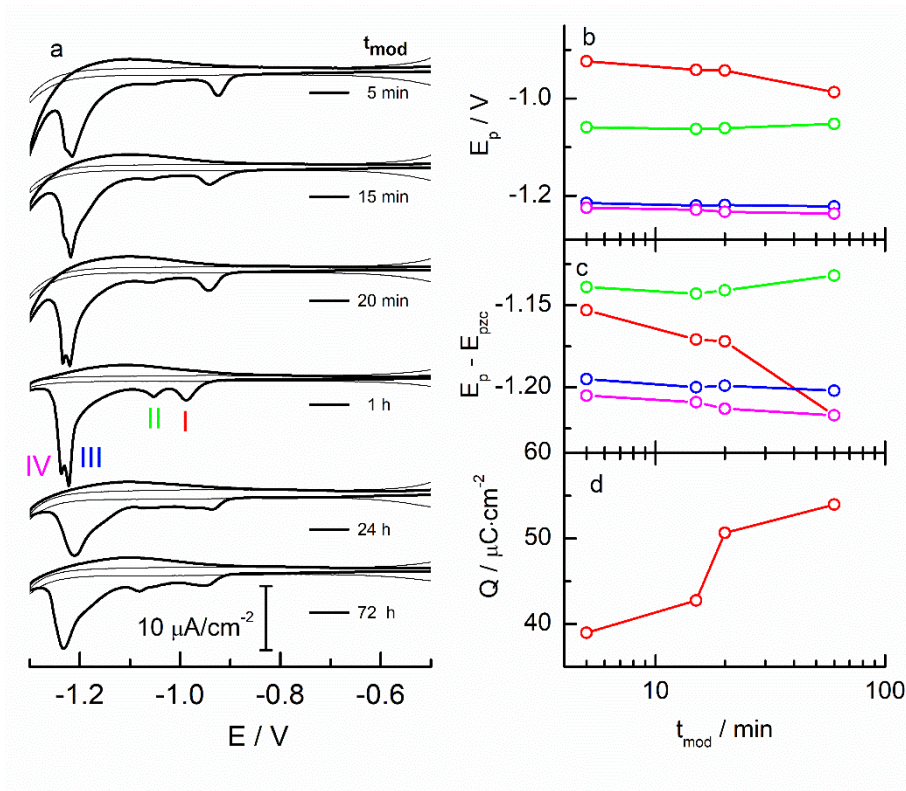 a
t_mod
5 min
15 min
20 min
1 h
II
I
IV
III
24 h
72 h
10 μA/cm⁻²
-1.2
-1.0
-0.8
-0.6
E / V
b
-1.0
-1.2
E_p / V
c
-1.15
-1.20
E_p - E_pzc
d
60
50
40
Q / μC·cm⁻²
10
100
t_mod / min